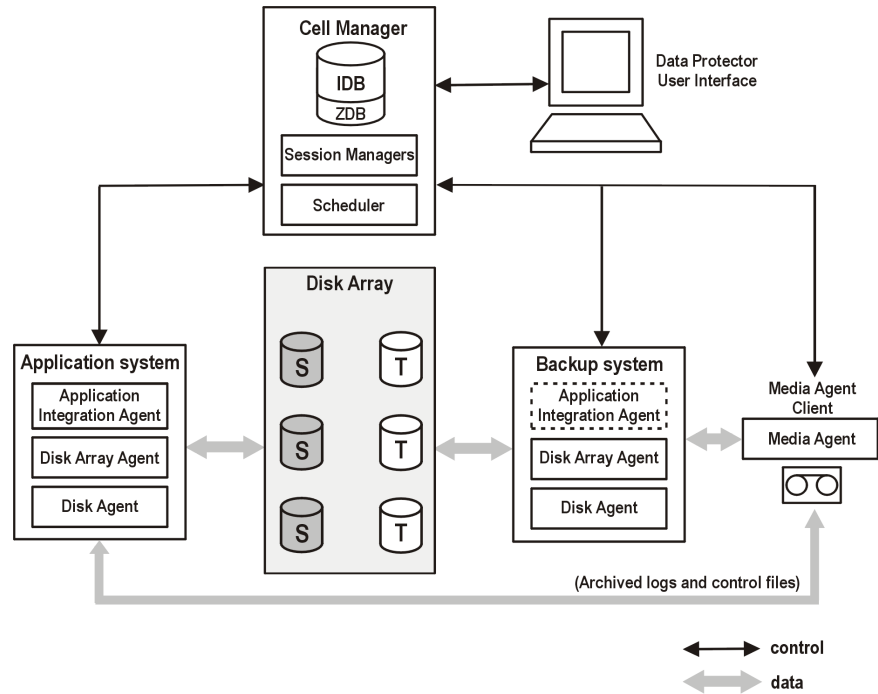 Cell Manager
IDB
ZDB
Session Managers
Scheduler
Data Protector
User Interface
Disk Array
S
T
S
T
S
T
Application system
Application
Integration Agent
Disk Array Agent
Disk Agent
Backup system
Application
Integration Agent
Disk Array Agent
Disk Agent
Media Agent
Client
Media Agent
(Archived logs and control files)
control
data